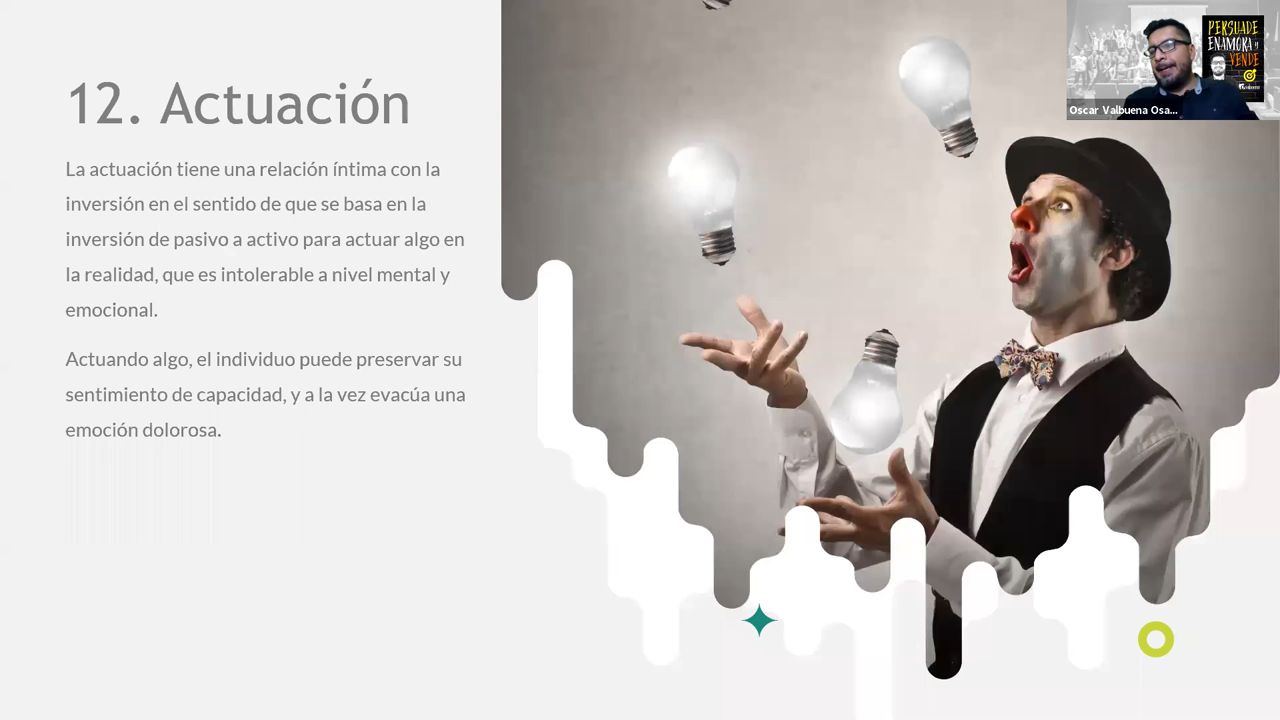 12. Actuación
La actuación tiene una relación íntima con la
inversión en el sentido de que se basa en la
inversión de pasivo a activo para actuar algo en
la realidad, que es intolerable a nivel mental y
emocional.
Actuando algo, el individuo puede preservar su
sentimiento de capacidad, y a la vez evacúa una
emoción dolorosa.
PERSUADE
ENAMORA y
VENDE
Oscar Valbuena Osa...